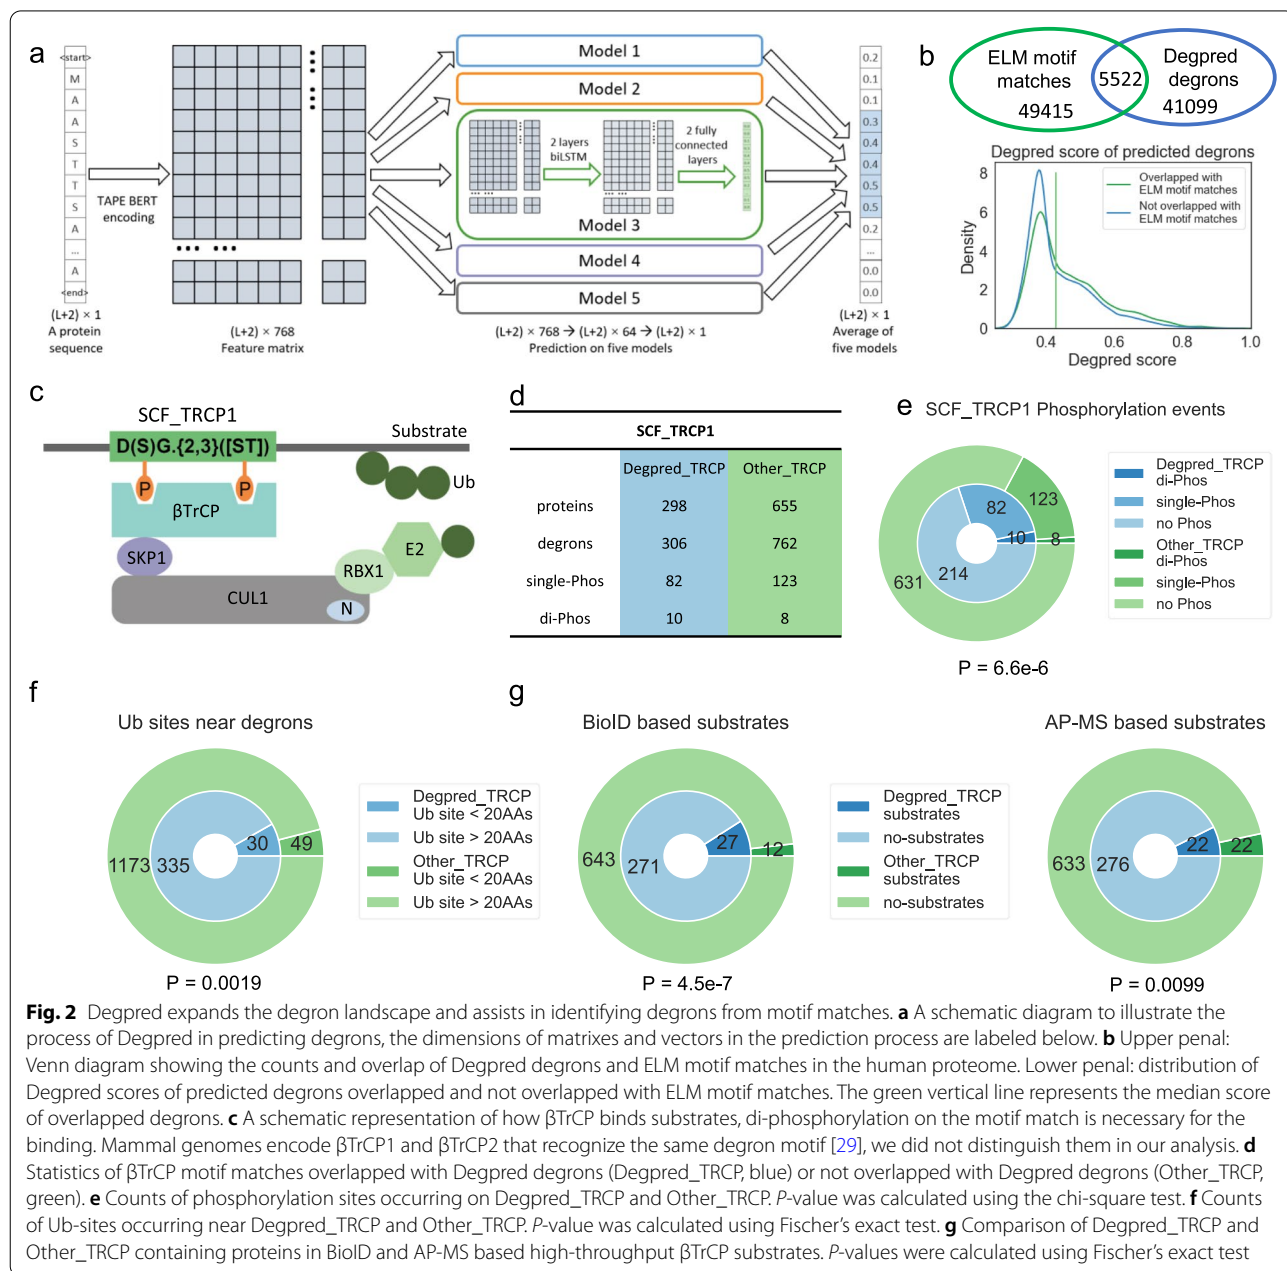 a
<start>
M
A
A
S
T
T
S
A
...
A
<end>
(L+2) × 1
A protein
sequence
TAPE BERT
encoding
(L+2) × 768
Feature matrix
Model 1
Model 2
2 layers
biLSTM
2 fully
connected
layers
Model 3
Model 4
Model 5
(L+2) × 768 → (L+2) × 64 → (L+2) × 1
Prediction on five models
0.2
0.1
0.1
0.3
0.4
0.4
0.5
0.5
0.2
...
0.0
0.0
(L+2) × 1
Average of
five models
b
ELM motif
matches
49415
5522
Degpred
degrons
41099
Degpred score of predicted degrons
Overlapped with
ELM motif matches
Not overlapped with
ELM motif matches
Density
8
6
4
2
0
0.4
0.6
0.8
1.0
Degpred score
c
SCF_TRCP1
D(S)G.{2,3}([ST])
Substrate
P
P
βTrCP
Ub
SKP1
E2
RBX1
CUL1
N
d
SCF_TRCP1
Degpred_TRCP Other_TRCP
proteins 298 655
degrons 306 762
single-Phos 82 123
di-Phos 10 8
e
SCF_TRCP1 Phosphorylation events
123
82
10
8
214
631
Degpred_TRCP
di-Phos
single-Phos
no Phos
Other_TRCP
di-Phos
single-Phos
no Phos
P = 6.6e-6
f
Ub sites near degrons
30
49
1173
335
Degpred_TRCP
Ub site < 20AAs
Ub site > 20AAs
Other_TRCP
Ub site < 20AAs
Ub site > 20AAs
P = 0.0019
g
BioID based substrates
27
12
643
271
Degpred_TRCP
substrates
no-substrates
Other_TRCP
substrates
no-substrates
P = 4.5e-7
AP-MS based substrates
22
22
633
276
P = 0.0099
Fig. 2 Degpred expands the degron landscape and assists in identifying degrons from motif matches. a A schematic diagram to illustrate the
process of Degpred in predicting degrons, the dimensions of matrixes and vectors in the prediction process are labeled below. b Upper penal:
Venn diagram showing the counts and overlap of Degpred degrons and ELM motif matches in the human proteome. Lower penal: distribution of
Degpred scores of predicted degrons overlapped and not overlapped with ELM motif matches. The green vertical line represents the median score
of overlapped degrons. c A schematic representation of how βTrCP binds substrates, di-phosphorylation on the motif match is necessary for the
binding. Mammal genomes encode βTrCP1 and βTrCP2 that recognize the same degron motif [29], we did not distinguish them in our analysis. d
Statistics of βTrCP motif matches overlapped with Degpred degrons (Degpred_TRCP, blue) or not overlapped with Degpred degrons (Other_TRCP,
green). e Counts of phosphorylation sites occurring on Degpred_TRCP and Other_TRCP. P-value was calculated using the chi-square test. f Counts
of Ub-sites occurring near Degpred_TRCP and Other_TRCP. P-value was calculated using Fischer's exact test. g Comparison of Degpred_TRCP and
Other_TRCP containing proteins in BioID and AP-MS based high-throughput βTrCP substrates. P-values were calculated using Fischer's exact test